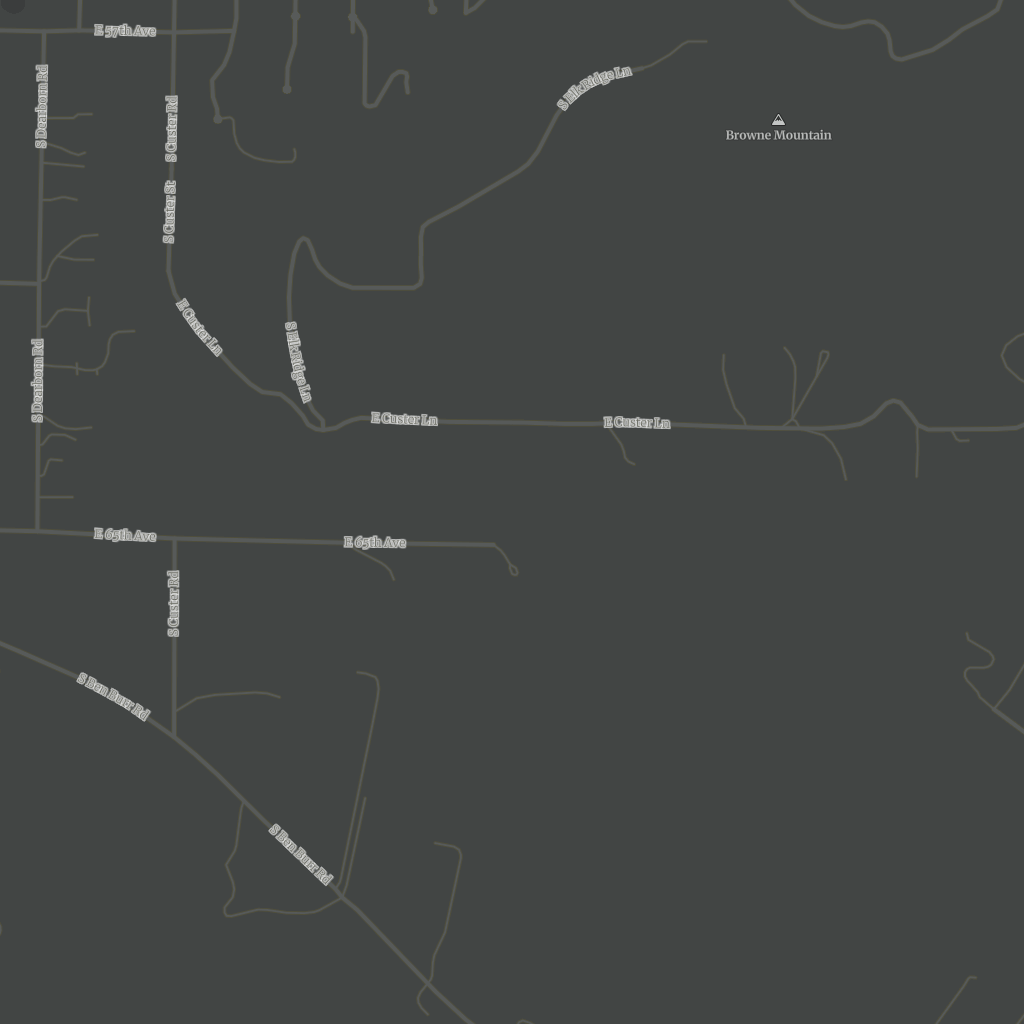 E 57th Ave
S Elk Ridge Ln
S Dearborn Rd
S Custer Rd
Browne Mountain
S Custer St
E Custer Ln
S Elk Ridge Ln
S Dearborn Rd
E Custer Ln
E Custer Ln
E 65th Ave
E 65th Ave
S Custer Rd
S Ben Burr Rd
S Ben Burr Rd